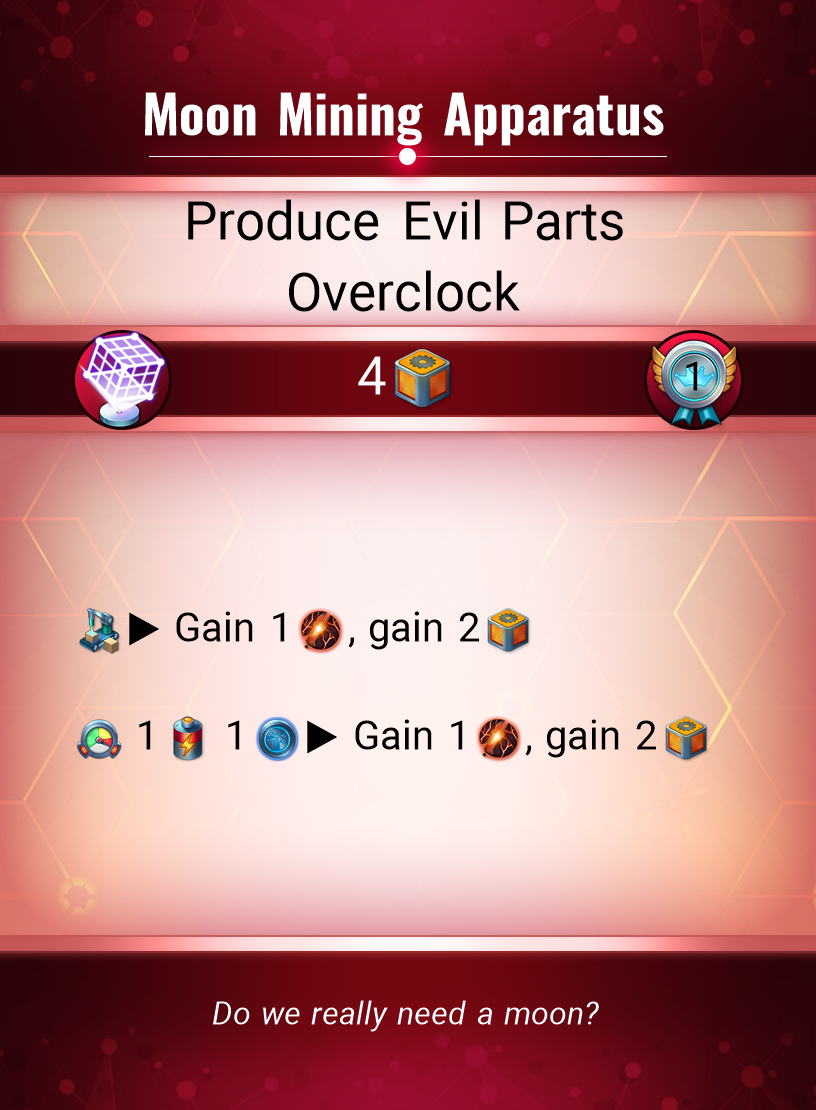 Moon Mining Apparatus
Produce Evil Parts
Overclock
4
1
Gain 1, gain 2
1 1 Gain 1, gain 2
Do we really need a moon?